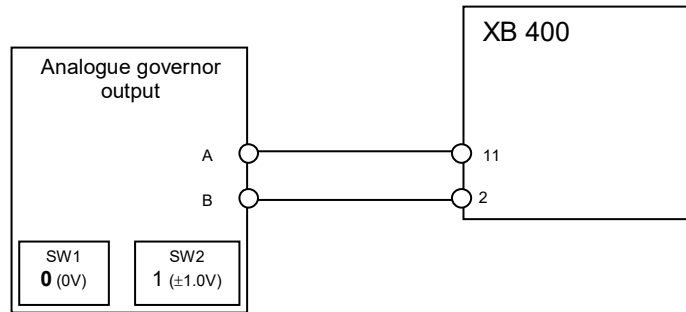 XB 400
Analogue governor
output
A
11
B
2
SW1
0 (0V)
SW2
1 (±1.0V)